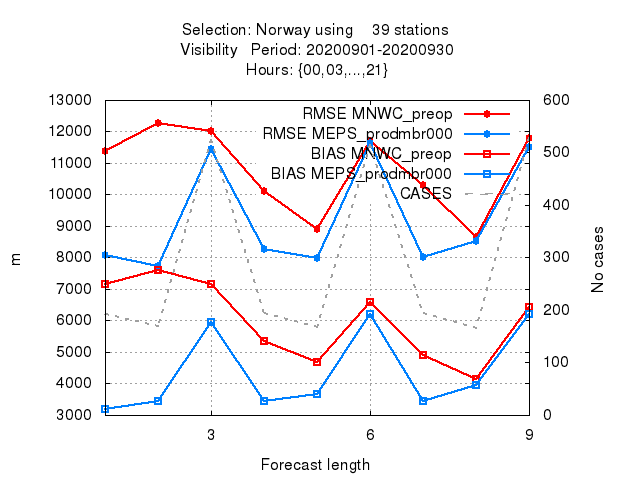 Selection: Norway using    39 stations
Visibility   Period: 20200901-20200930
Hours: {00,03,...,21}
13000
12000
11000
10000
9000
8000
7000
6000
5000
4000
3000
m
RMSE MNWC_preop
RMSE MEPS_prodmbr000
BIAS MNWC_preop
BIAS MEPS_prodmbr000
CASES
600
500
400
300
200
100
0
No cases
3
6
9
Forecast length